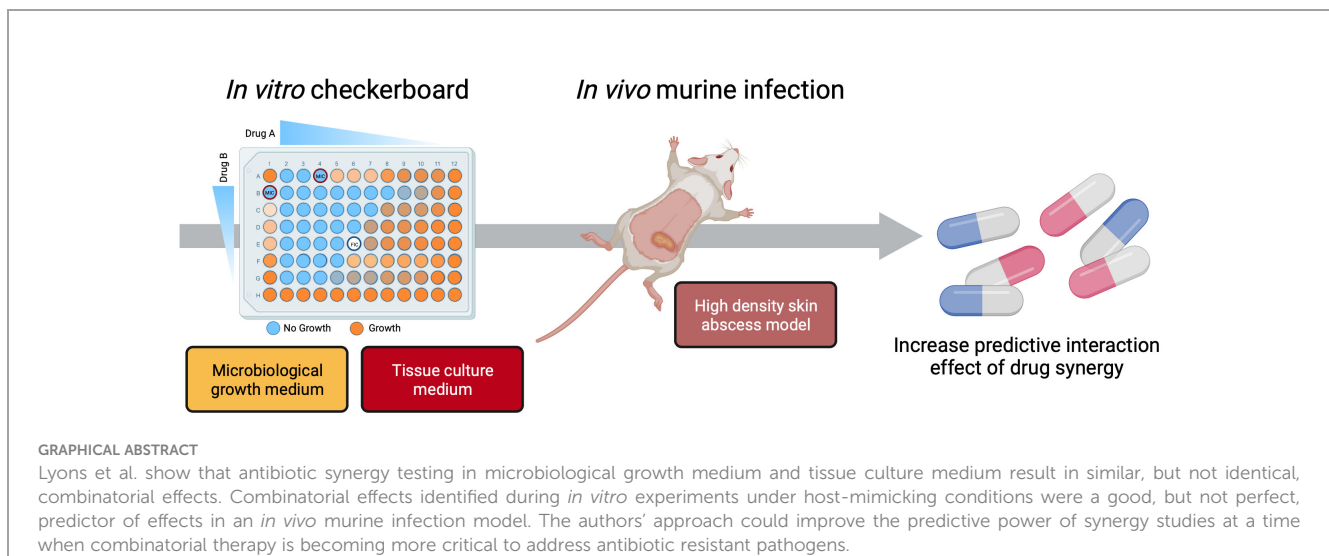 In vitro checkerboard
In vivo murine infection
Drug A
Drug B
1 2 3 4 5 6 7 8 9 10 11 12
A MIC
B MIC
C
D
E FIC
F
G
H
No Growth Growth
Microbiological
growth medium
Tissue culture
medium
High density skin
abscess model
Increase predictive interaction
effect of drug synergy
GRAPHICAL ABSTRACT
Lyons et al. show that antibiotic synergy testing in microbiological growth medium and tissue culture medium result in similar, but not identical,
combinatorial effects. Combinatorial effects identified during in vitro experiments under host-mimicking conditions were a good, but not perfect,
predictor of effects in an in vivo murine infection model. The authors’ approach could improve the predictive power of synergy studies at a time
when combinatorial therapy is becoming more critical to address antibiotic resistant pathogens.